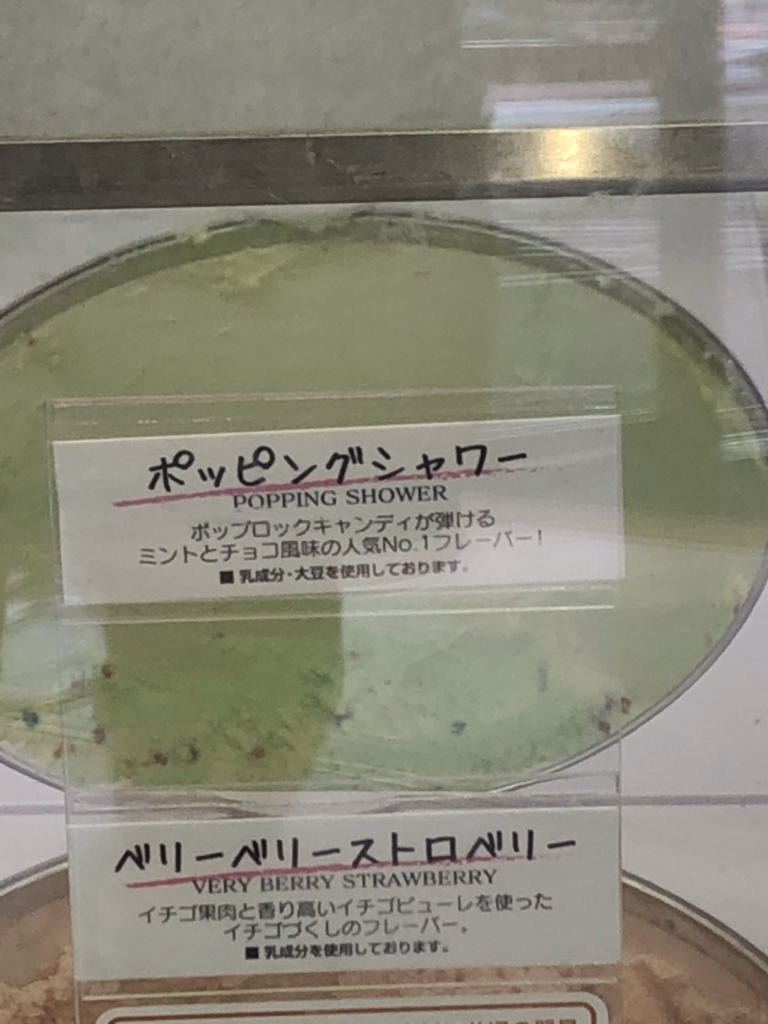 ポッピングシャワー
POPPING SHOWER
ポップロックキャンディが弾ける
ミントとチョコ風味の人気No.1フレーバー!
■ 乳成分・大豆を使用しております。
ベリーベリーストロベリー
VERY BERRY STRAWBERRY
イチゴ果肉と香り高いイチゴピューレを使った
イチゴづくしのフレーバー。
■ 乳成分を使用しております。